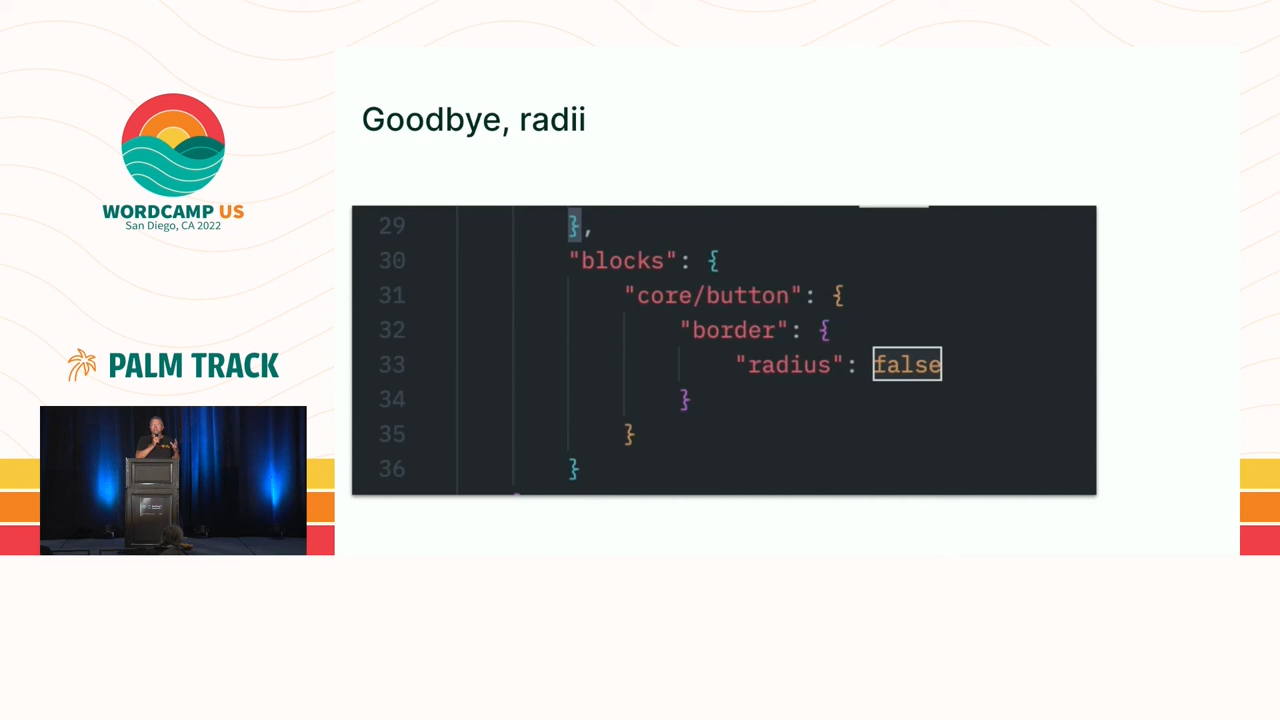 WORDCAMP US
San Diego, CA 2022
PALM TRACK
Goodbye, radii
29 },
30 "blocks": {
31 "core/button": {
32 "border": {
33 "radius": false
34 }
35 }
36 }